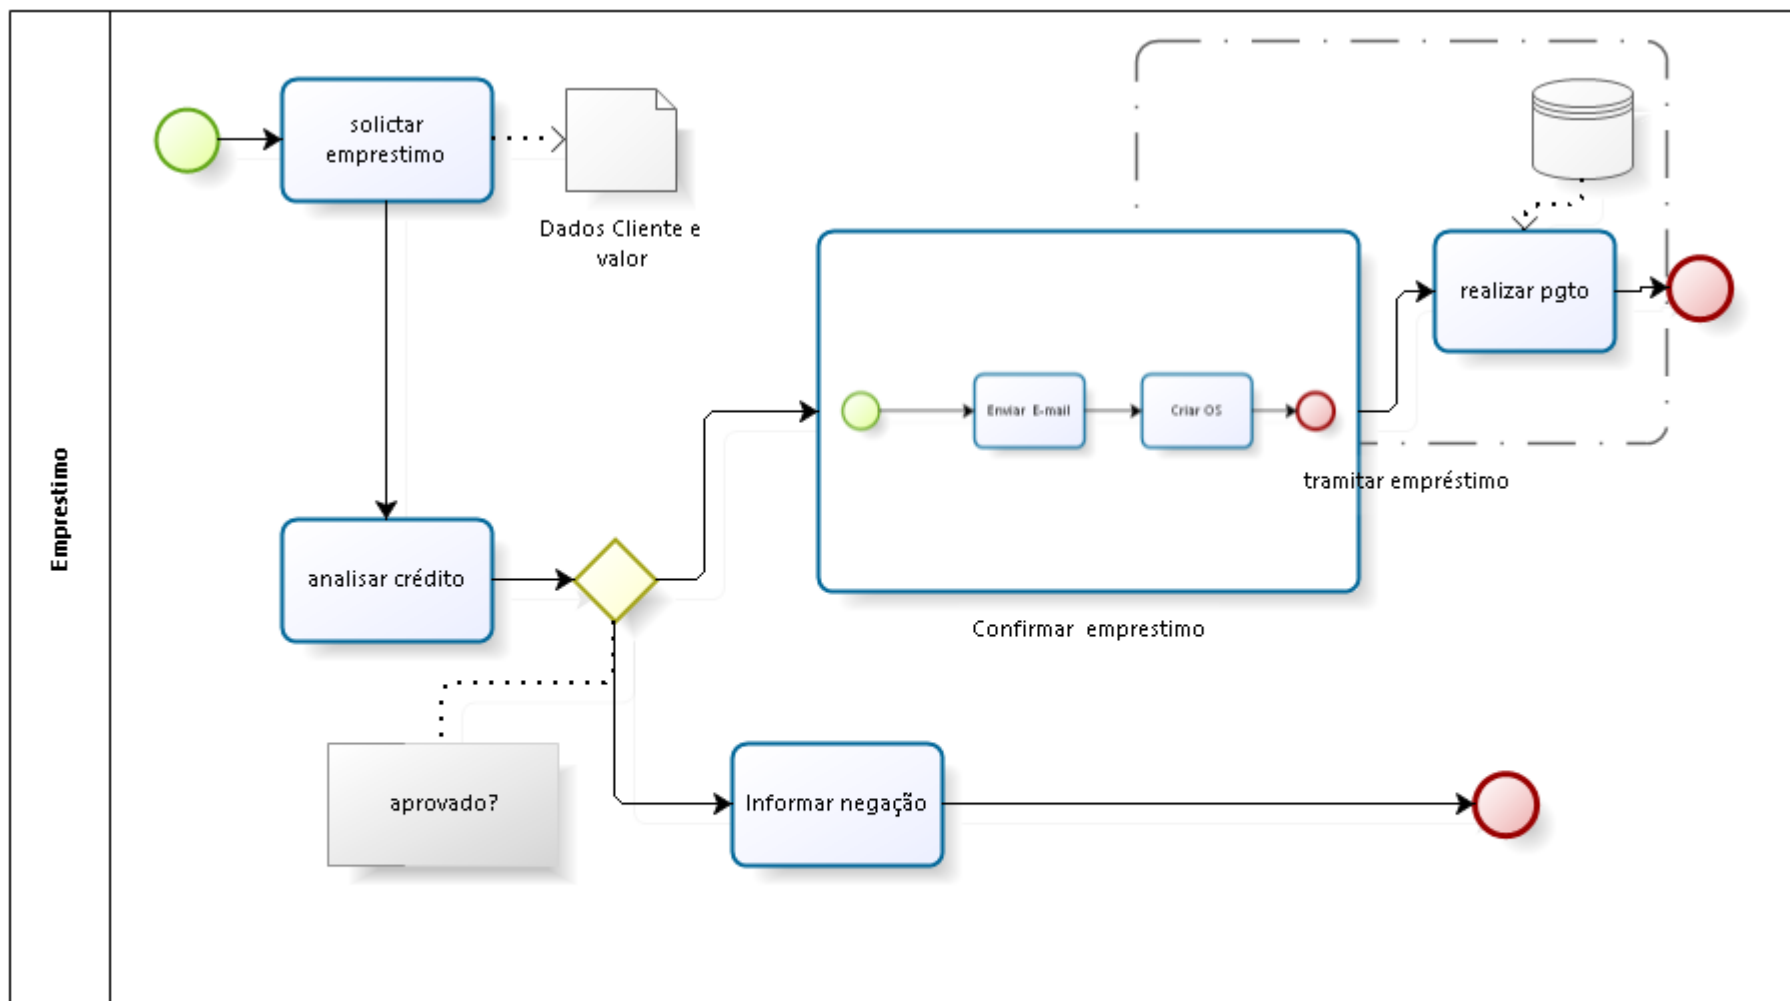 Emprestimo
solictar
emprestimo
Dados Cliente e
valor
analisar crédito
aprovado?
Enviar E-mail
Criar OS
Confirmar emprestimo
tramitar empréstimo
realizar pgto
Informar negação